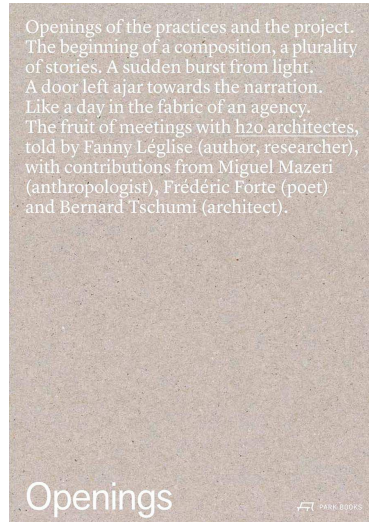 Openings of the practices and the project.
The beginning of a composition, a plurality
of stories. A sudden burst from light.
A door left ajar towards the narration.
Like a day in the fabric of an agency.
The fruit of meetings with h2o architectes,
told by Fanny Léglise (author, researcher),
with contributions from Miguel Mazeri
(anthropologist), Frédéric Forte (poet)
and Bernard Tschumi (architect).
Openings
PARK BOOKS